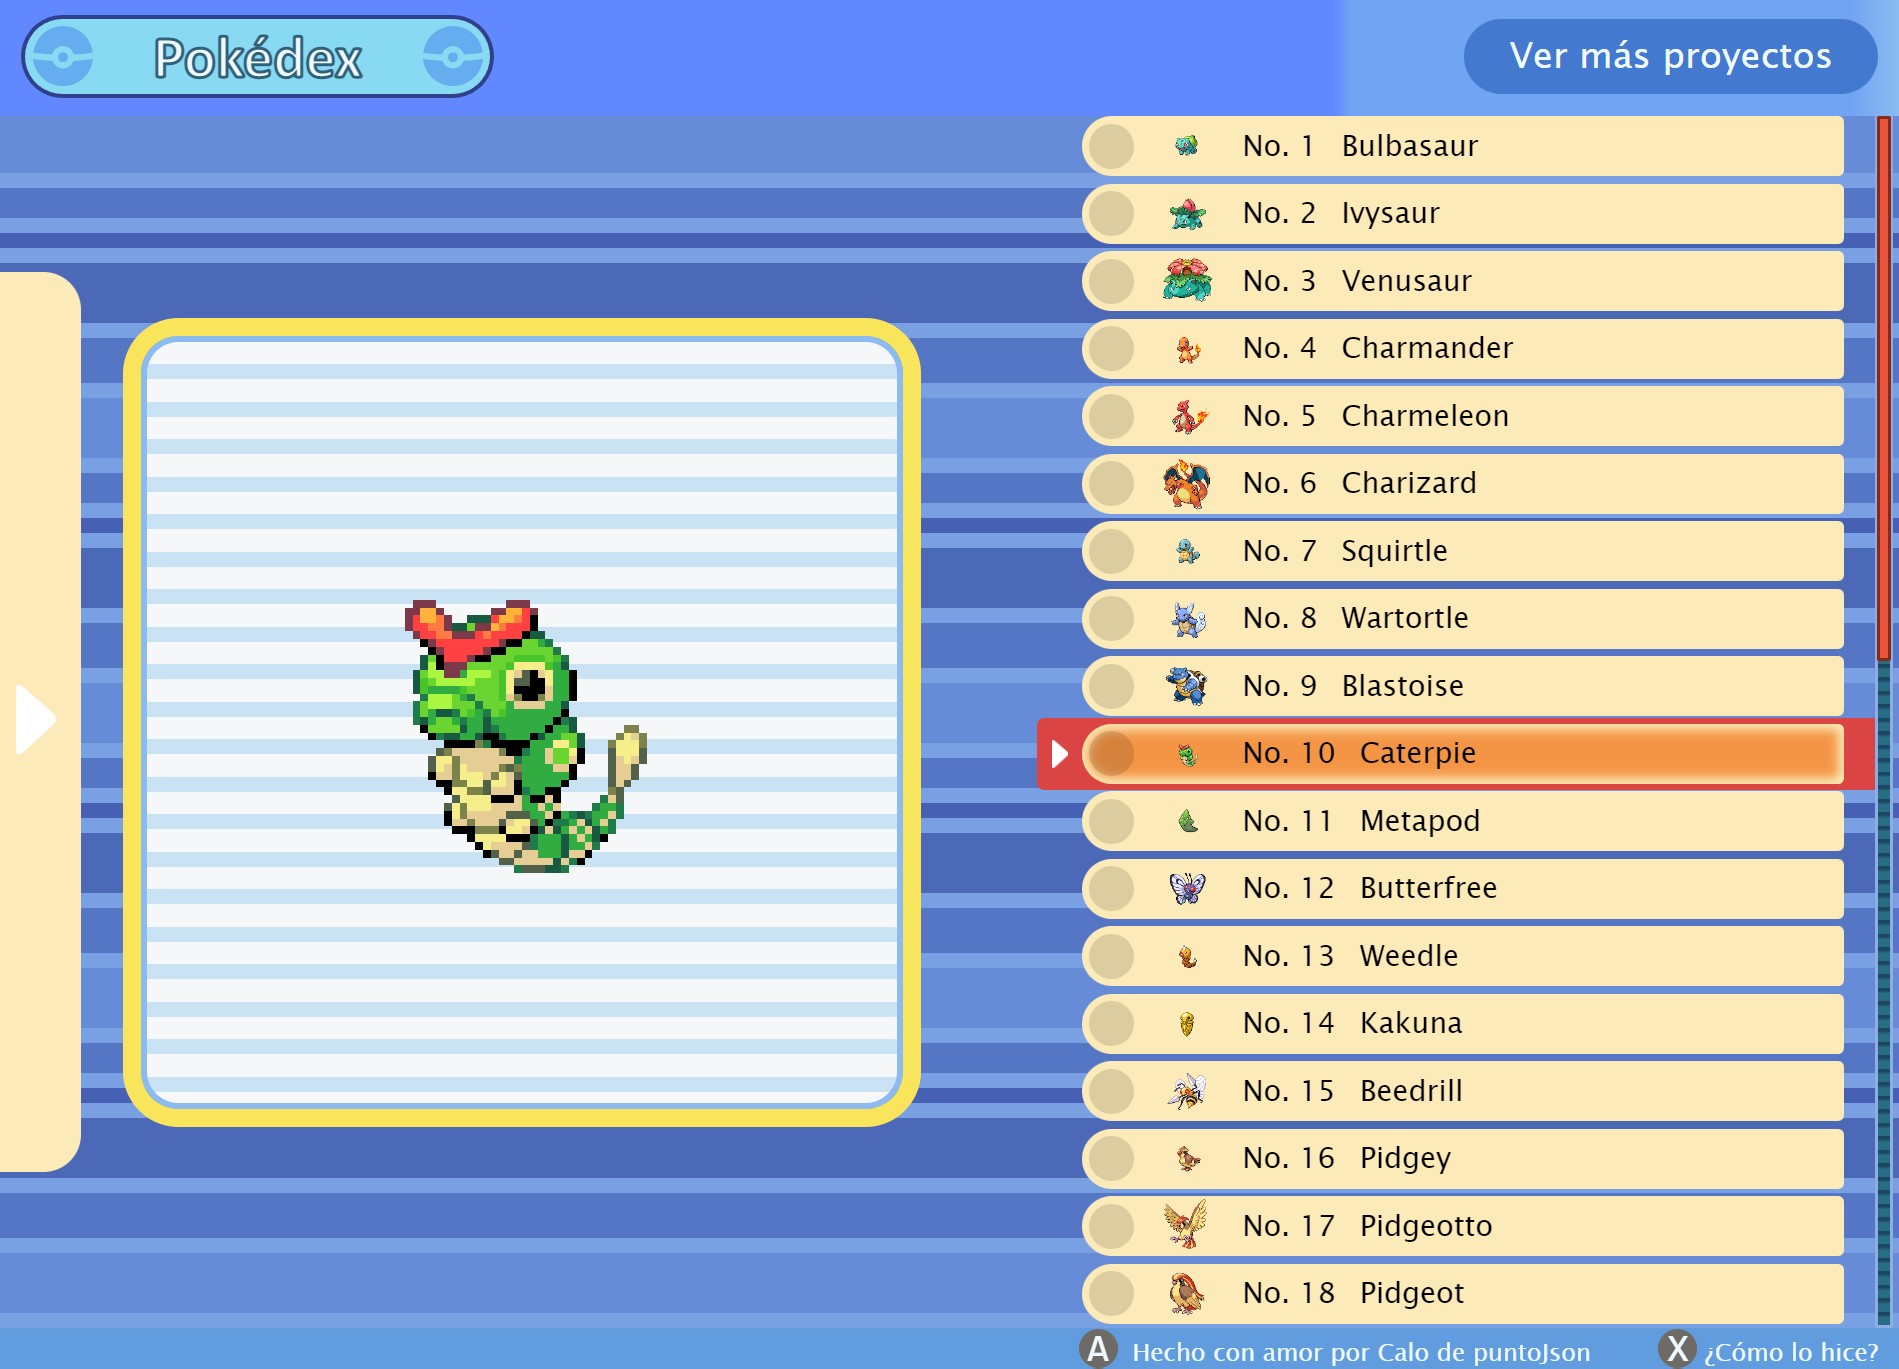 Pokédex
Ver más proyectos
No. 1 Bulbasaur
No. 2 Ivysaur
No. 3 Venusaur
No. 4 Charmander
No. 5 Charmeleon
No. 6 Charizard
No. 7 Squirtle
No. 8 Wartortle
No. 9 Blastoise
No. 10 Caterpie
No. 11 Metapod
No. 12 Butterfree
No. 13 Weedle
No. 14 Kakuna
No. 15 Beedrill
No. 16 Pidgey
No. 17 Pidgeotto
No. 18 Pidgeot
A Hecho con amor por Calo de puntoJson
X ¿Cómo lo hice?